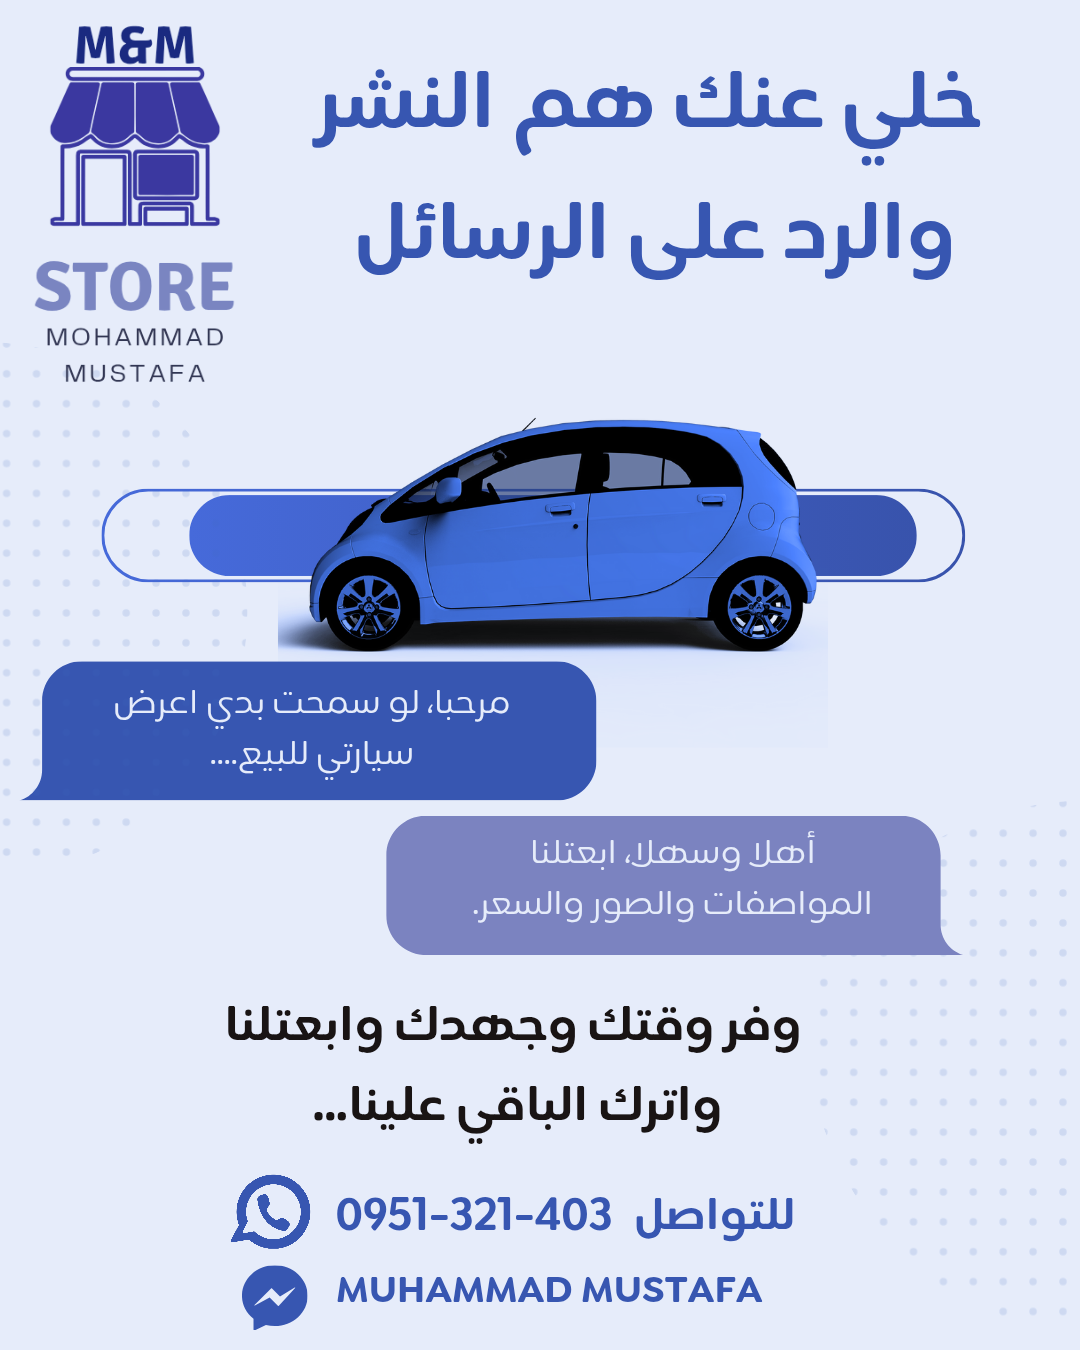 M&M
STORE
MOHAMMAD
MUSTAFA
خلي عنك هم النشر
والرد على الرسائل
مرحبا، لو سمحت بدي اعرض
سيارتي للبيع....
أهلا وسهلا، ابعتلنا
المواصفات والصور والسعر.
وفر وقتك وجهدك وابعتلنا
واترك الباقي علينا...
للتواصل 0951-321-403
MUHAMMAD MUSTAFA